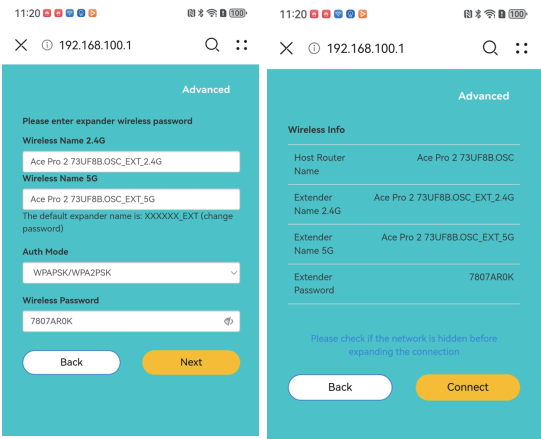 11:20 100
192.168.100.1
Advanced
Please enter expander wireless password
Wireless Name 2.4G
Ace Pro 2 73UF8B.OSC_EXT_2.4G
Wireless Name 5G
Ace Pro 2 73UF8B.OSC_EXT_5G
The default expander name is: XXXXXX_EXT (change
password)
Auth Mode
WPAPSK/WPA2PSK
Wireless Password
7807AR0K
Back Next
11:20 100
192.168.100.1
Advanced
Wireless Info
Host Router
Name
Ace Pro 2 73UF8B.OSC
Extender
Name 2.4G
Ace Pro 2 73UF8B.OSC_EXT_2.4G
Extender
Name 5G
Ace Pro 2 73UF8B.OSC_EXT_5G
Extender
Password
7807AR0K
Please check if the network is hidden before
expanding the connection
Back Connect